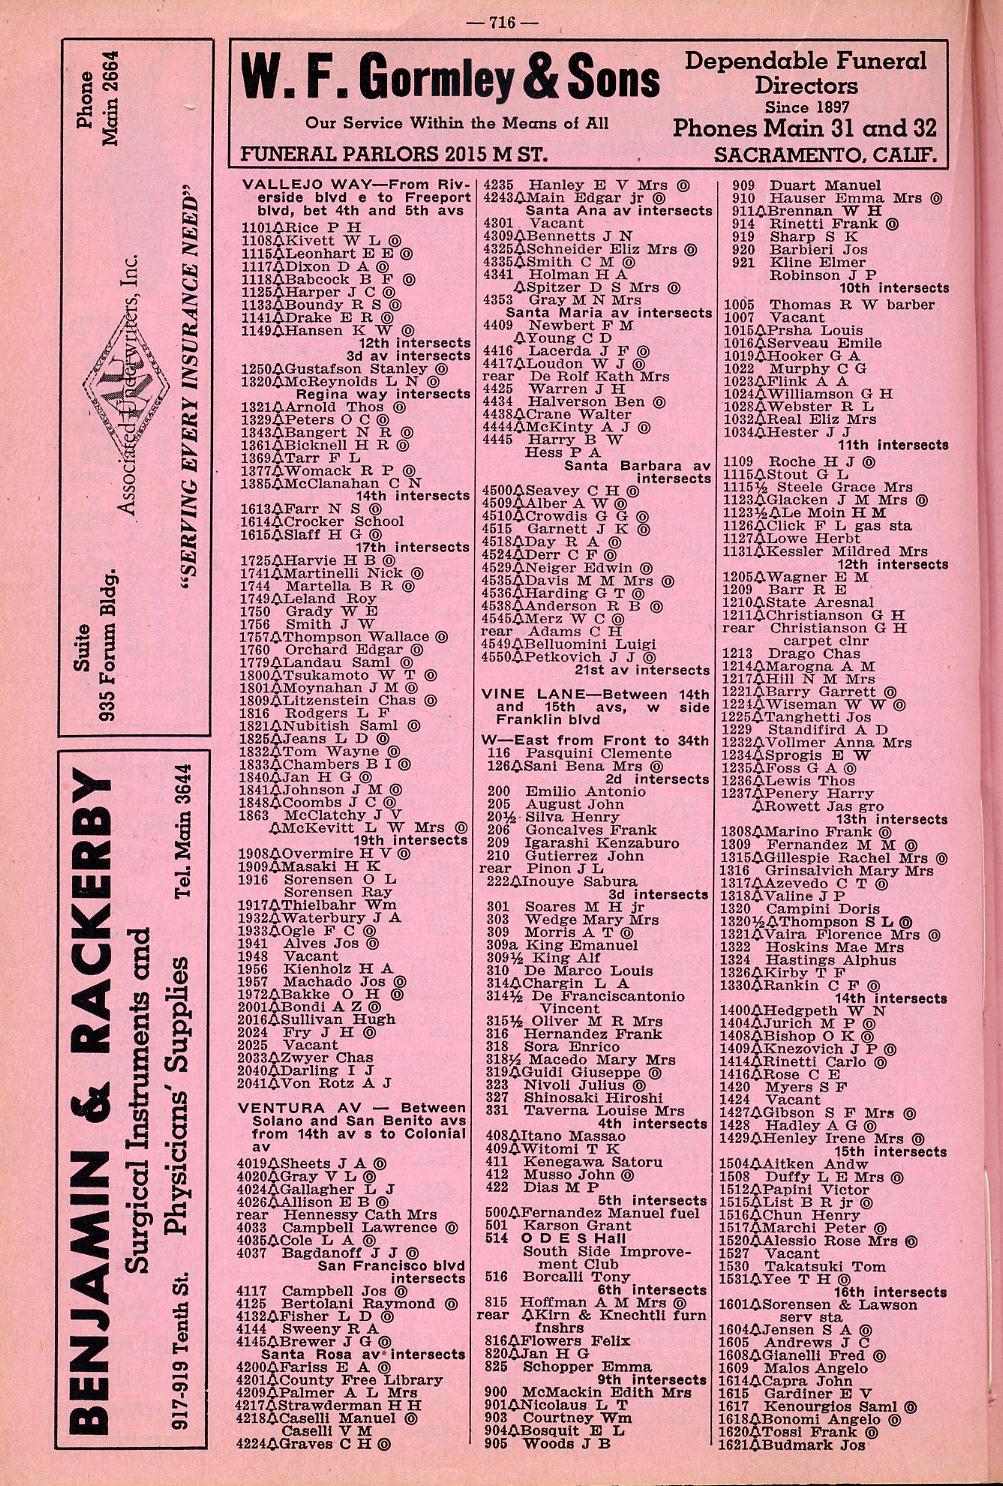 — 716 —
Phone
Main 2664
Associated Underwriters, Inc.
AU
"SERVING EVERY INSURANCE NEED"
Suite
935 Forum Bldg.
BENJAMIN & RACKERBY
Surgical Instruments and
Physicians' Supplies
917-919 Tenth St. Tel. Main 3644
W. F. Gormley & Sons
Our Service Within the Means of All
FUNERAL PARLORS 2015 M ST.
Dependable Funeral
Directors
Since 1897
Phones Main 31 and 32
SACRAMENTO, CALIF.
VALLEJO WAY—From Riv-
erside blvd e to Freeport
blvd, bet 4th and 5th avs
1101△Rice P H
1108△Kivett W L ⓞ
1115△Leonhart E E ⓞ
1117△Dixon D A ⓞ
1118△Babcock B F ⓞ
1125△Harper J C ⓞ
1133△Bound R S ⓞ
1141△Drake E R ⓞ
1149△Hansen K W ⓞ
12th intersects
3d av intersects
1250△Gustafson Stanley ⓞ
1320△McReynolds L N ⓞ
Regina way intersects
1321△Arnold Thos ⓞ
1329△Peters O C ⓞ
1343△Bangert N R ⓞ
1361△Bicknell H R ⓞ
1369△Tarr F L
1377△Womack R P ⓞ
1385△McClanahan C N
14th intersects
1613△Farr N S ⓞ
1614△Crocker School
1615△Slaff H G ⓞ
17th intersects
1725△Harvie H B ⓞ
1741△Martinelli Nick ⓞ
1744 Martella B R ⓞ
1749△Leland Roy
1750 Grady W E
1756 Smith J W
1757△Thompson Wallace ⓞ
1760 Orchard Edgar ⓞ
1779△Landau Saml ⓞ
1800△Tsukamoto W T ⓞ
1801△Moynahan J M ⓞ
1809△Litzenstein Chas ⓞ
1816 Rodgers L F
1821△Nubitish Saml ⓞ
1825△Jeans L D ⓞ
1832△Tom Wayne ⓞ
1833△Chambers B I ⓞ
1840△Jan H G ⓞ
1841△Johnson J M ⓞ
1848△Coombs J C ⓞ
1863 McClatchy J V
△McKevitt L W Mrs ⓞ
19th intersects
1908△Overmire H V ⓞ
1909△Masaki H K
1916 Sorensen O L
Sorensen Ray
1917△Thielbahr Wm
1932△Waterbury J A
1933△Ogle F C ⓞ
1941 Alves Jos ⓞ
1948 Vacant
1956 Kienholz H A
1957 Machado Jos ⓞ
1972△Bakke O H ⓞ
2001△Bondi A Z ⓞ
2016△Sullivan Hugh
2024 Fry J H ⓞ
2025 Vacant
2033△Zwyer Chas
2040△Darling I J
2041△Von Rotz A J
VENTURA AV — Between
Solano and San Benito avs
from 14th av s to Colonial
av
4019△Sheets J A ⓞ
4020△Gray V L ⓞ
4024△Gallagher L J
4026△Allison E B ⓞ
rear Hennessy Cath Mrs
4033 Campbell Lawrence ⓞ
4035△Cole L A ⓞ
4037 Bagdanoff J J ⓞ
San Francisco blvd
intersects
4117 Campbell Jos ⓞ
4125 Bertolani Raymond ⓞ
4132△Fisher L D ⓞ
4144 Sweeny R A
4145△Brewer J G ⓞ
Santa Rosa av intersects
4200△Fariss E A ⓞ
4201△County Free Library
4209△Palmer A L Mrs
4217△Strawderman H H
4218△Caselli Manuel ⓞ
Caselli V M
4224△Graves C H ⓞ
4235 Hanley E V Mrs ⓞ
4243△Main Edgar jr ⓞ
Santa Ana av intersects
4301 Vacant
4309△Bennetts J N
4325△Schneider Eliz Mrs ⓞ
4335△Smith C M ⓞ
4341 Holman H A
△Spitzer D S Mrs ⓞ
4353 Gray M N Mrs
Santa Maria av intersects
4409 Newbert F M
△Young C D
4416 Lacerda J F ⓞ
4417△Loudon W J ⓞ
rear De Rolf Kath Mrs
4425 Warren J H
4434 Halverson Ben ⓞ
4438△Crane Walter
4444△McKinty A J ⓞ
4445 Harry B W
Hess P A
Santa Barbara av
intersects
4500△Seavey C H ⓞ
4509△Alber A W ⓞ
4510△Crowdis G G ⓞ
4515 Garnett J K ⓞ
4518△Day R A ⓞ
4524△Derr C F ⓞ
4529△Neiger Edwin ⓞ
4535△Davis M M Mrs ⓞ
4536△Harding G T ⓞ
4538△Anderson R B ⓞ
4545△Merz W C ⓞ
rear Adams C H
4549△Belluomini Luigi
4550△Petkovich J J ⓞ
21st av intersects
VINE LANE—Between 14th
and 15th avs, w side
Franklin blvd
W—East from Front to 34th
116 Pasquini Clemente
126△Sani Bena Mrs ⓞ
2d intersects
200 Emilio Antonio
205 August John
20½ Silva Henry
206 Goncalves Frank
209 Igarashi Kenzaburo
210 Gutierrez John
rear Pinon J L
222△Inouye Sabura
3d intersects
301 Soares M H jr
303 Wedge Mary Mrs
309 Morris A T ⓞ
309a King Emanuel
309½ King Alf
310 De Marco Louis
314△Chargin L A
314½ De Franciscantonio
Vincent
315½ Oliver M R Mrs
316 Hernandez Frank
318 Sora Enrico
318½ Macedo Mary Mrs
319△Guidi Giuseppe ⓞ
323 Nivoli Julius ⓞ
327 Shinosaki Hiroshi
331 Taverna Louise Mrs
4th intersects
408△Itano Massao
409△Witomi T K
411 Kenegawa Satoru
412 Musso John ⓞ
422 Dias M P
5th intersects
500△Fernandez Manuel fuel
501 Karson Grant
514 O D E S Hall
South Side Improve-
ment Club
516 Borcalli Tony
6th intersects
815 Hoffman A M Mrs ⓞ
rear △Kirn & Knechtli furn
fnshrs
816△Flowers Felix
820△Jan H G
825 Schopper Emma
9th intersects
900 McMackin Edith Mrs
901△Nicolaus L T
903 Courtney Wm
904△Bosquit E L
905 Woods J B
909 Duart Manuel
910 Hauser Emma Mrs ⓞ
911△Brennan W H
914 Rinetti Frank ⓞ
919 Sharp S K
920 Barbieri Jos
921 Kline Elmer
Robinson J P
10th intersects
1005 Thomas R W barber
1007 Vacant
1015△Prsha Louis
1016△Serveau Emile
1019△Hooker G A
1022 Murphy C G
1023△Flink A A
1024△Williamson G H
1028△Webster R L
1032△Real Eliz Mrs
1034△Hester J J
11th intersects
1109 Roche H J ⓞ
1115△Stout G L
1115½ Steele Grace Mrs
1123△Glacken J M Mrs ⓞ
1123½△Le Moin H M
1126△Click F L gas sta
1127△Lowe Herbt
1131△Kessler Mildred Mrs
12th intersects
1205△Wagner E M
1209 Barr R E
1210△State Aresnal
1211△Christianson G H
rear Christianson G H
carpet clnr
1213 Drago Chas
1214△Marogna A M
1217△Hill N M Mrs
1221△Barry Garrett ⓞ
1224△Wiseman W W ⓞ
1225△Tanghetti Jos
1229 Standifird A D
1232△Vollmer Anna Mrs
1234△Sprogis E W
1235△Foss G A ⓞ
1236△Lewis Thos
1237△Penery Harry
△Rowett Jas gro
13th intersects
1308△Marino Frank ⓞ
1309 Fernandez M M ⓞ
1315△Gillespie Rachel Mrs ⓞ
1316 Grinsalvich Mary Mrs
1317△Azevedo C T ⓞ
1318△Valine J P
1320 Campini Doris
1320½△Thompson S L ⓞ
1321△Vaira Florence Mrs ⓞ
1322 Hoskins Mae Mrs
1324 Hastings Alphus
1326△Kirby T F
1330△Rankin C F ⓞ
14th intersects
1400△Hedgpeth W N
1404△Jurich M P ⓞ
1408△Bishop O K ⓞ
1409△Knezovich J P ⓞ
1414△Rinetti Carlo ⓞ
1416△Rose C E
1420 Myers S F
1424 Vacant
1427△Gibson S F Mrs ⓞ
1428 Hadley A G ⓞ
1429△Henley Irene Mrs ⓞ
15th intersects
1504△Aitken Andw
1508 Duffy L E Mrs ⓞ
1512△Papini Victor
1515△List B R jr ⓞ
1516△Chun Henry
1517△Marchi Peter ⓞ
1520△Alessio Rose Mrs ⓞ
1527 Vacant
1530 Takatsuki Tom
1531△Yee T H ⓞ
16th intersects
1601△Sorensen & Lawson
serv sta
1604△Jensen S A ⓞ
1605 Andrews J C
1608△Gianelli Fred ⓞ
1609 Malos Angelo
1614△Capra John
1615 Gardiner E V
1617 Kenourgios Saml ⓞ
1618△Bonomi Angelo ⓞ
1620△Tossi Frank ⓞ
1621△Budmark Jos